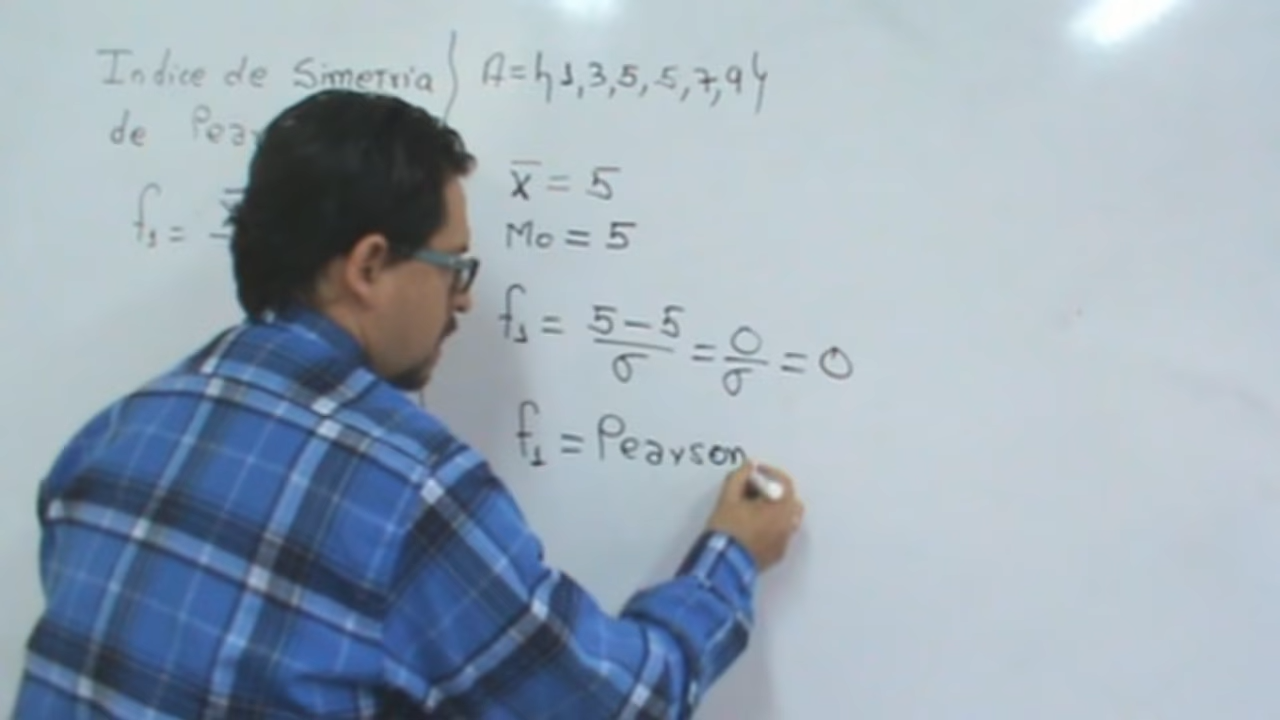 Indice de Simetria
de
f₁ =
A = {1, 3, 5, 5, 7, 9}
x̄ = 5
Mo = 5
f₁ = (5 - 5)/σ = 0/σ = 0
f₁ = Pearson